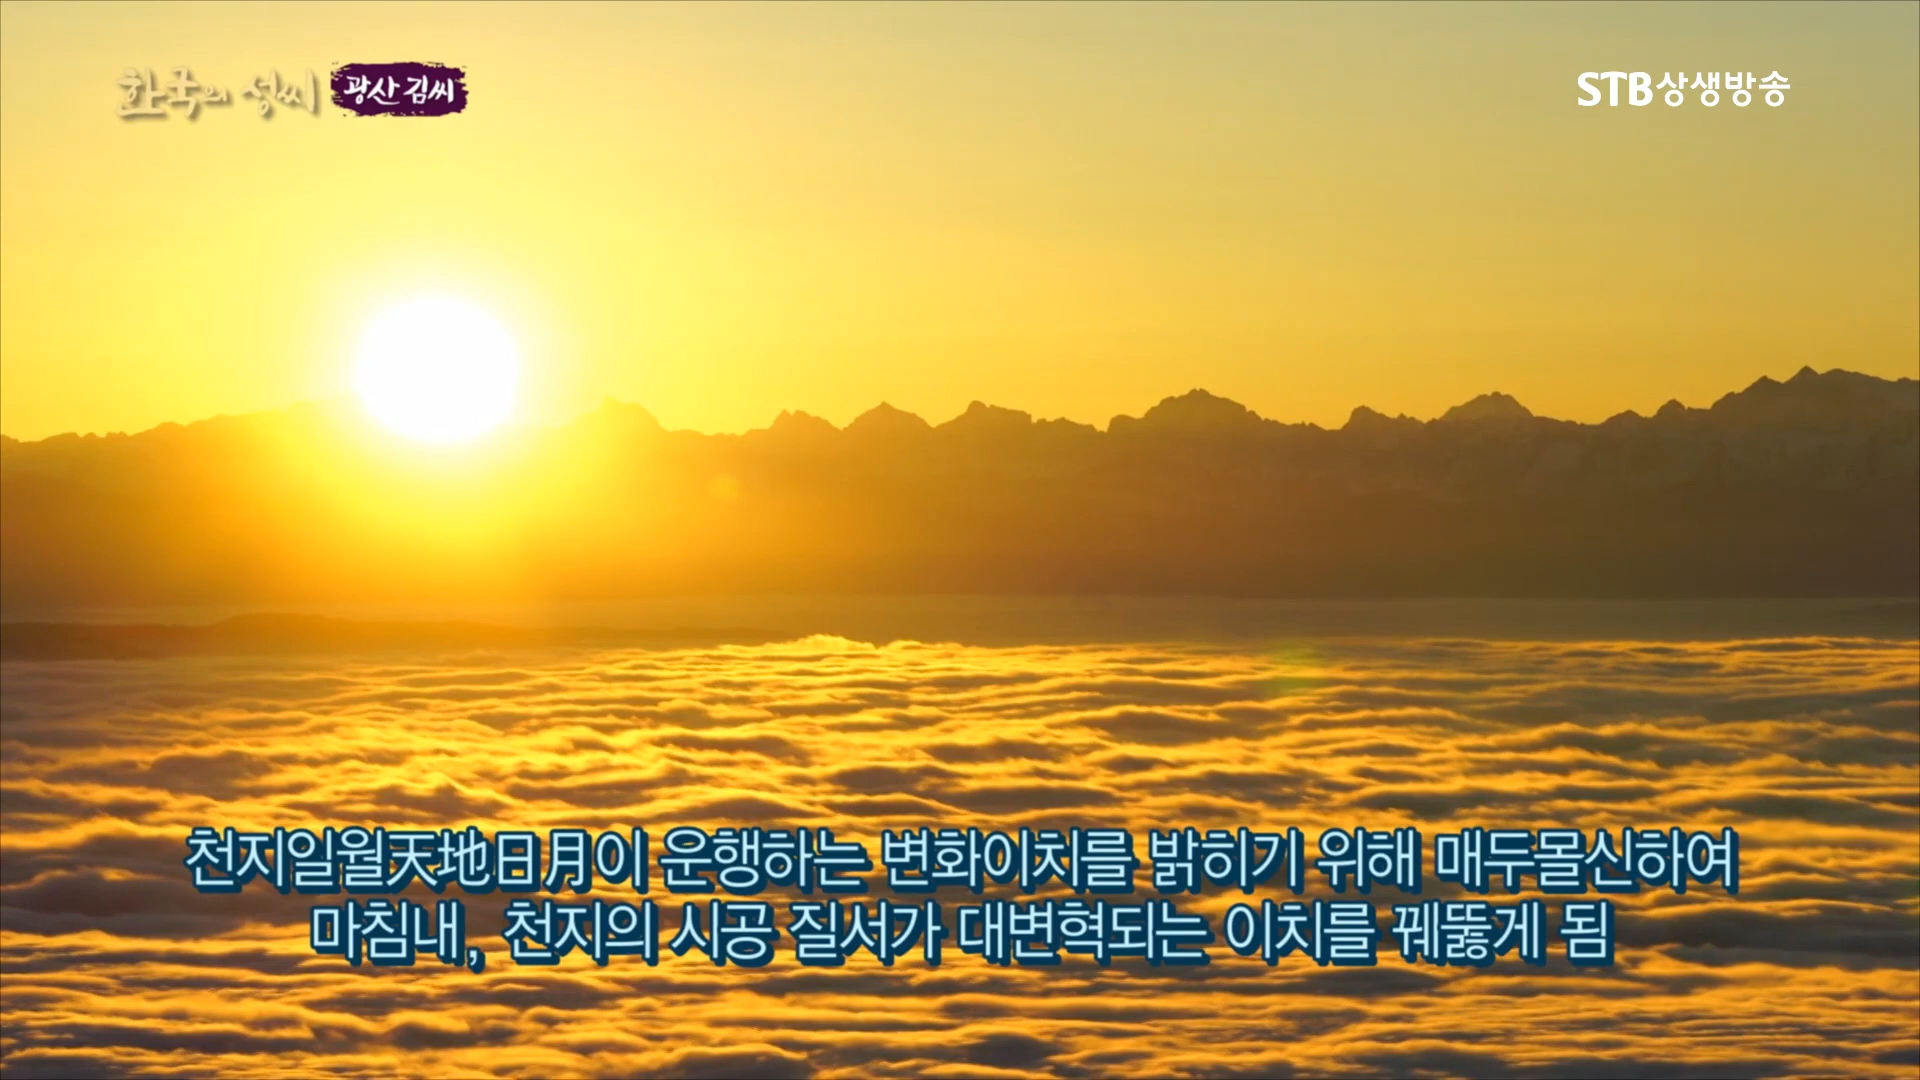 한국의 성씨 광산 김씨
STB상생방송
천지일월天地日月이 운행하는 변화이치를 밝히기 위해 매두몰신하여
마침내, 천지의 시공 질서가 대변혁되는 이치를 꿰뚫게 됨